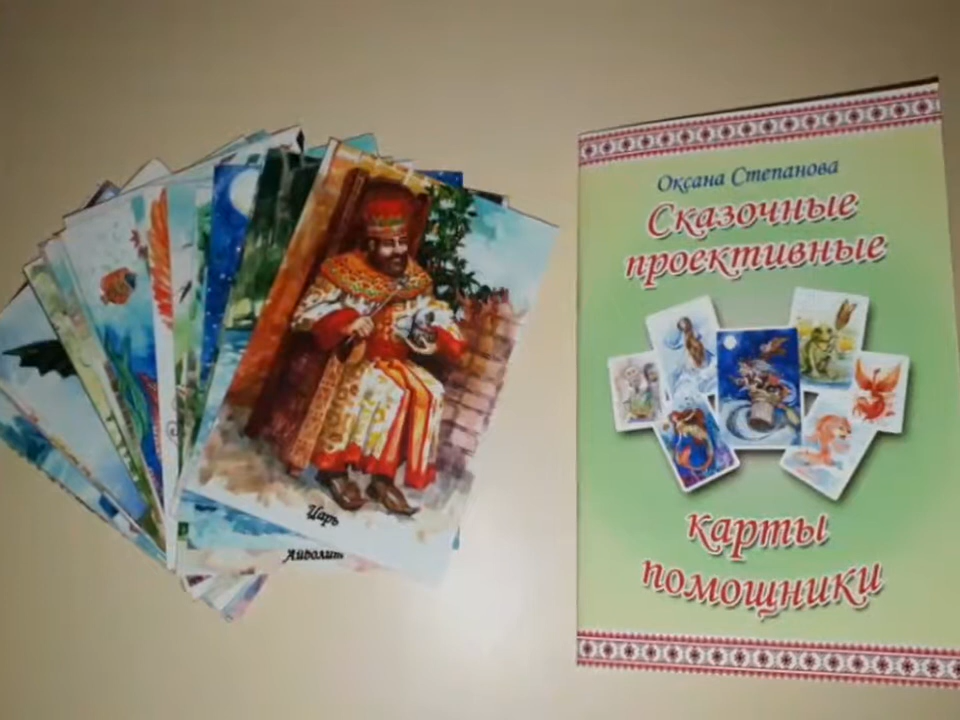 Царь
Айболит
Оксана Степанова
Сказочные
проективные
карты
помощники